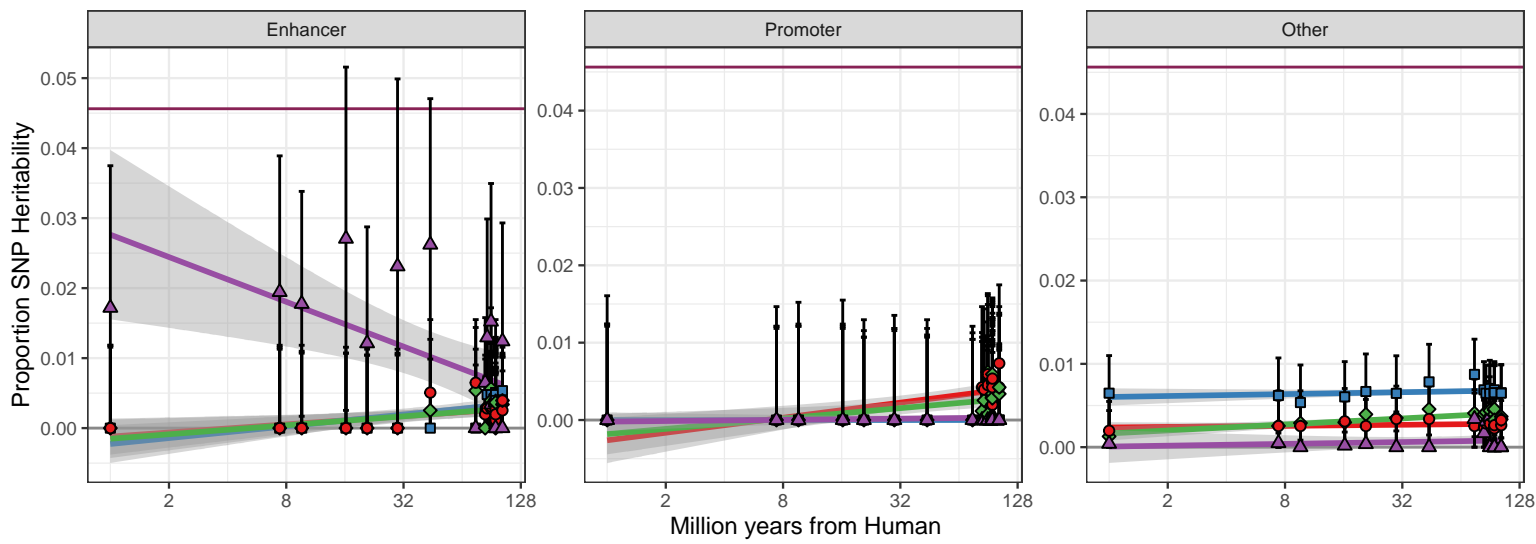 Enhancer
Promoter
Other
Proportion SNP Heritability
0.05
0.04
0.03
0.02
0.01
0.00
0.04
0.03
0.02
0.01
0.00
0.04
0.03
0.02
0.01
0.00
2 8 32 128
2 8 32 128
2 8 32 128
Million years from Human